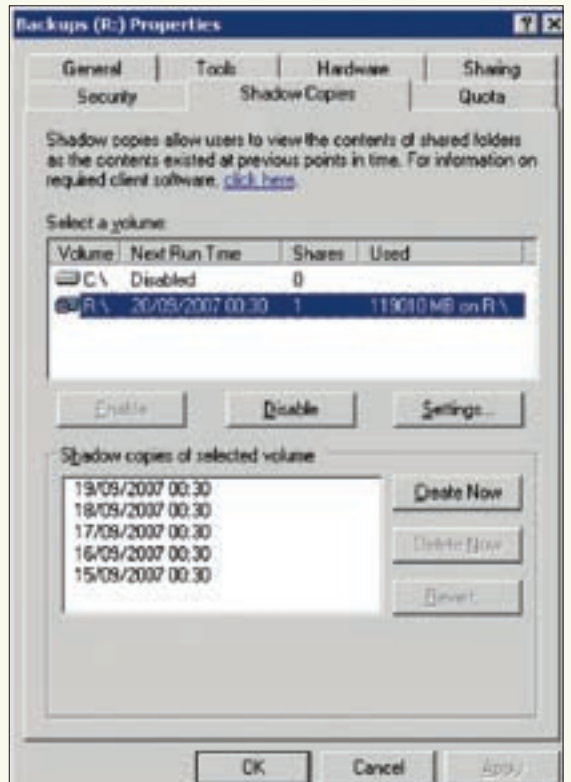 Backups (R:) Properties
General Tools Hardware Sharing
Security Shadow Copies Quota
Shadow copies allow users to view the contents of shared folders
as the contents existed at previous points in time. For information on
required client software, click here.
Select a volume:
Volume Next Run Time Shares Used
C:\ Disabled 0
R:\ 20/09/2007 00:30 1 119010 MB on R:\
Enable Disable Settings...
Shadow copies of selected volume
19/09/2007 00:30
18/09/2007 00:30
17/09/2007 00:30
16/09/2007 00:30
15/09/2007 00:30
Create Now
Delete Now
Revert...
OK Cancel Apply